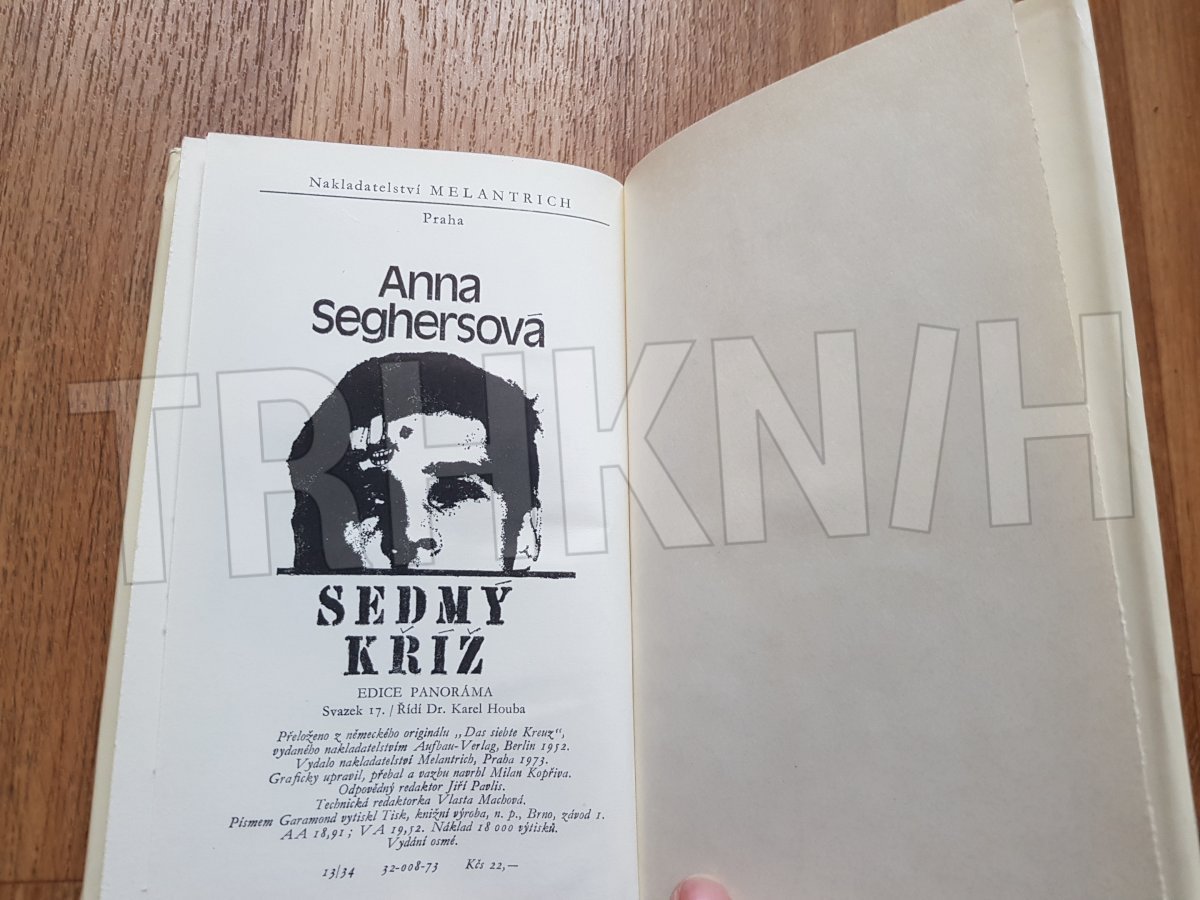 Nakladatelství MELANTRICH
Praha
Anna
Seghersová
SEDMÝ
KŘÍŽ
EDICE PANORÁMA
Svazek 17. / Řídí Dr. Karel Houba
Přeloženo z německého originálu „Das siebte Kreuz“,
vydaného nakladatelstvím Aufbau-Verlag, Berlin 1952.
Vydalo nakladatelství Melantrich, Praha 1973.
Graficky upravil, přebal a vazbu navrhl Milan Kopřiva.
Odpovědný redaktor Jiří Pavlis.
Technická redaktorka Vlasta Machová.
Písmem Garamond vytiskl Tisk, knižní výroba, n. p., Brno, závod 1.
AA 18,91; VA 19,52. Náklad 18 000 výtisků.
Vydání osmé.
13/34 32-008-73 Kčs 22,—
TRHKNIH